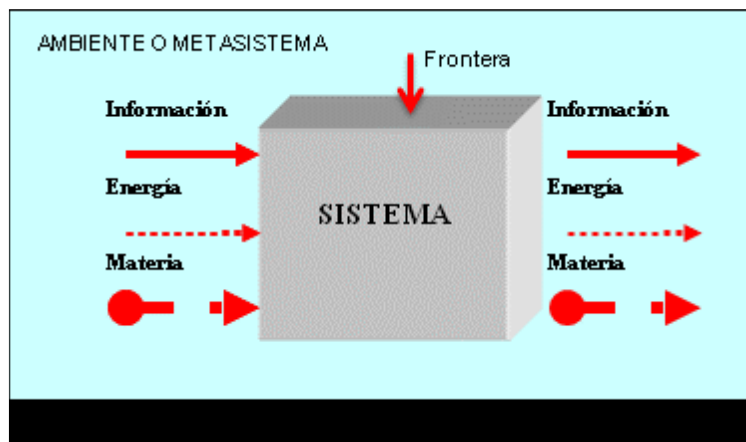 AMBIENTE O METASISTEMA
Frontera
Información
Información
Energía
SISTEMA
Energía
Materia
Materia